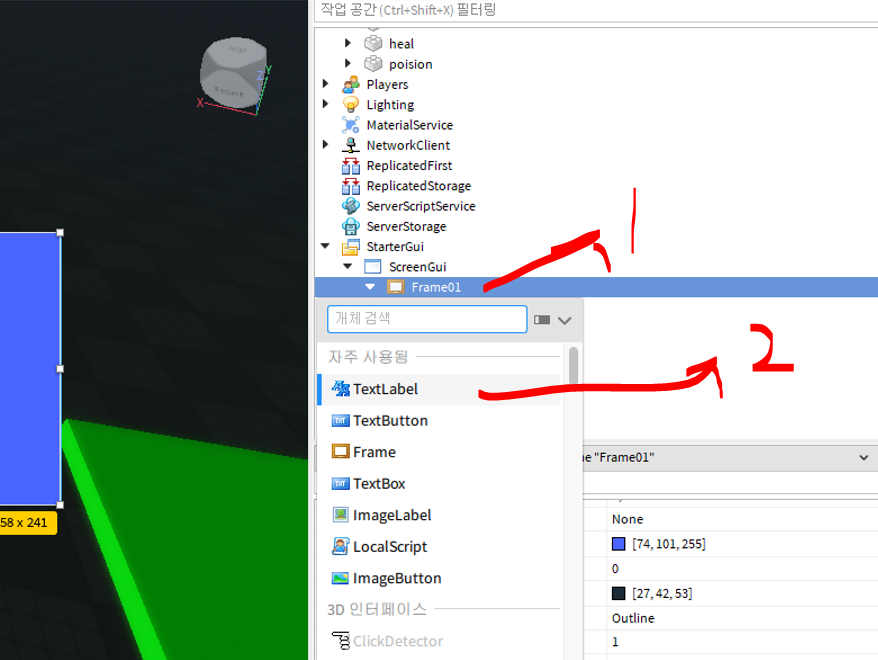 작업 공간 (Ctrl+Shift+X) 필터링
heal
poision
Top
Front
X
Z
Y
Players
Lighting
MaterialService
NetworkClient
ReplicatedFirst
ReplicatedStorage
ServerScriptService
ServerStorage
StarterGui
ScreenGui
Frame01
1
개체 검색
자주 사용됨
2
TextLabel
TextButton
Frame
"Frame01"
TextBox
58 x 241
ImageLabel
None
LocalScript
[74, 101, 255]
0
ImageButton
[27, 42, 53]
3D 인터페이스
Outline
ClickDetector
1